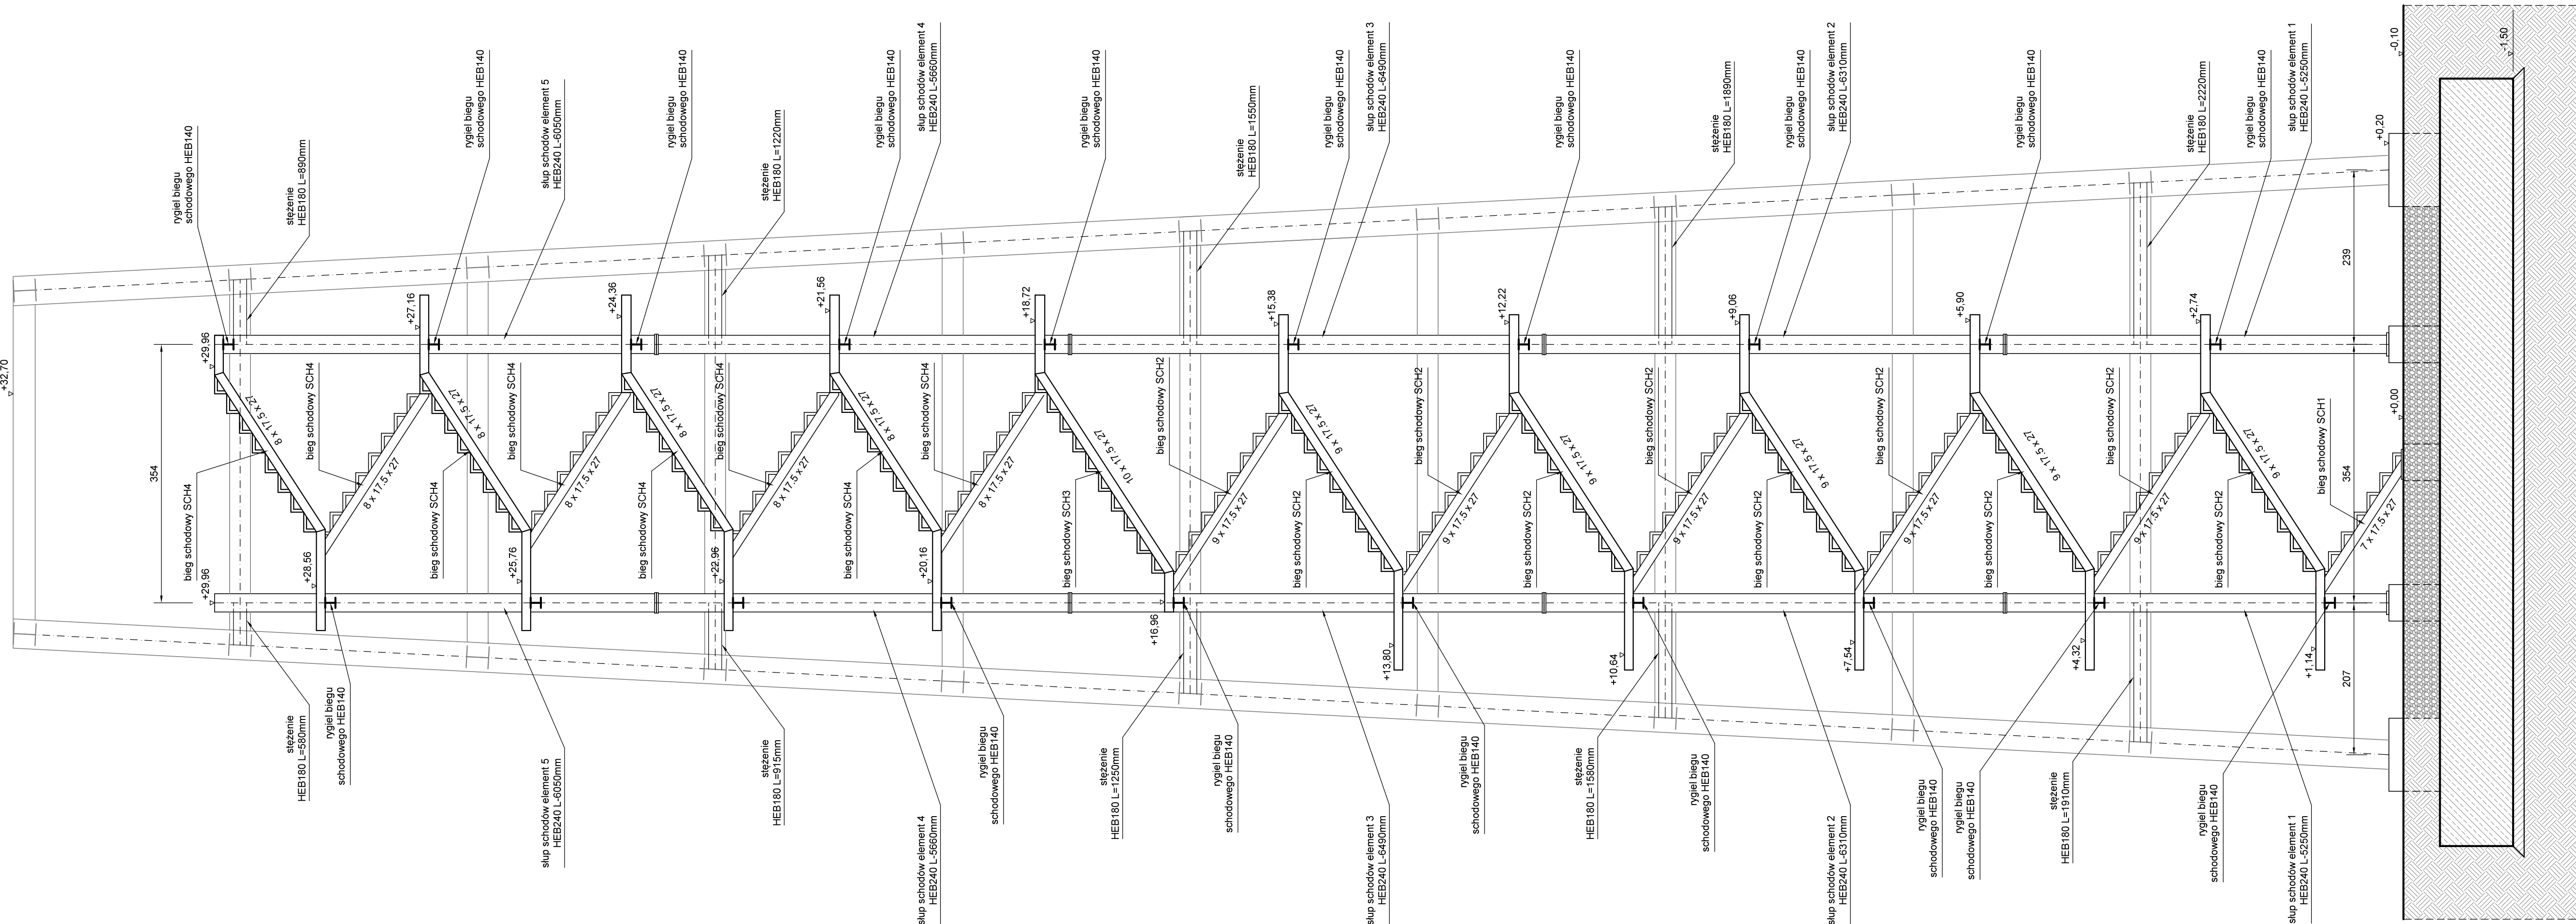 +32,70
354
rygiel biegu
schodowego HEB140
bieg schodowy SCH4
+29,96
+29,96
8 x 17.5 x 27
stężenie
HEB180 L=580mm
stężenie
HEB180 L=890mm
+28,56
bieg schodowy SCH4
rygiel biegu
schodowego HEB140
8 x 17.5 x 27
+27,16
bieg schodowy SCH4
8 x 17.5 x 27
rygiel biegu
schodowego HEB140
+25,76
bieg schodowy SCH4
słup schodów element 5
HEB240 L-6050mm
słup schodów element 5
HEB240 L-6050mm
8 x 17.5 x 27
+24,36
bieg schodowy SCH4
8 x 17.5 x 27
rygiel biegu
schodowego HEB140
+22,96
bieg schodowy SCH4
stężenie
HEB180 L=915mm
stężenie
HEB180 L=1220mm
8 x 17.5 x 27
+21,56
bieg schodowy SCH4
8 x 17.5 x 27
rygiel biegu
schodowego HEB140
+20,16
bieg schodowy SCH4
słup schodów element 4
HEB240 L-5660mm
słup schodów element 4
HEB240 L-5660mm
rygiel biegu
schodowego HEB140
8 x 17.5 x 27
+18,72
bieg schodowy SCH3
10 x 17.5 x 27
rygiel biegu
schodowego HEB140
stężenie
HEB180 L=1250mm
+16,96
bieg schodowy SCH2
rygiel biegu
schodowego HEB140
stężenie
HEB180 L=1550mm
9 x 17.5 x 27
+15,38
bieg schodowy SCH2
9 x 17.5 x 27
rygiel biegu
schodowego HEB140
słup schodów element 3
HEB240 L-6490mm
słup schodów element 3
HEB240 L-6490mm
+13,80
bieg schodowy SCH2
9 x 17.5 x 27
rygiel biegu
schodowego HEB140
+12,22
bieg schodowy SCH2
9 x 17.5 x 27
rygiel biegu
schodowego HEB140
stężenie
HEB180 L=1580mm
+10,64
bieg schodowy SCH2
9 x 17.5 x 27
rygiel biegu
schodowego HEB140
stężenie
HEB180 L=1890mm
+9,06
bieg schodowy SCH2
9 x 17.5 x 27
rygiel biegu
schodowego HEB140
słup schodów element 2
HEB240 L-6310mm
słup schodów element 2
HEB240 L-6310mm
+7,54
bieg schodowy SCH2
9 x 17.5 x 27
rygiel biegu
schodowego HEB140
+5,90
bieg schodowy SCH2
9 x 17.5 x 27
rygiel biegu
schodowego HEB140
rygiel biegu
schodowego HEB140
+4,32
bieg schodowy SCH2
9 x 17.5 x 27
stężenie
HEB180 L=1910mm
stężenie
HEB180 L=2220mm
+2,74
bieg schodowy SCH2
9 x 17.5 x 27
rygiel biegu
schodowego HEB140
rygiel biegu
schodowego HEB140
słup schodów element 1
HEB240 L-5250mm
słup schodów element 1
HEB240 L-5250mm
+1,14
bieg schodowy SCH1
7 x 17.5 x 27
207
354
239
+0,20
+0,00
-0,10
-1,50